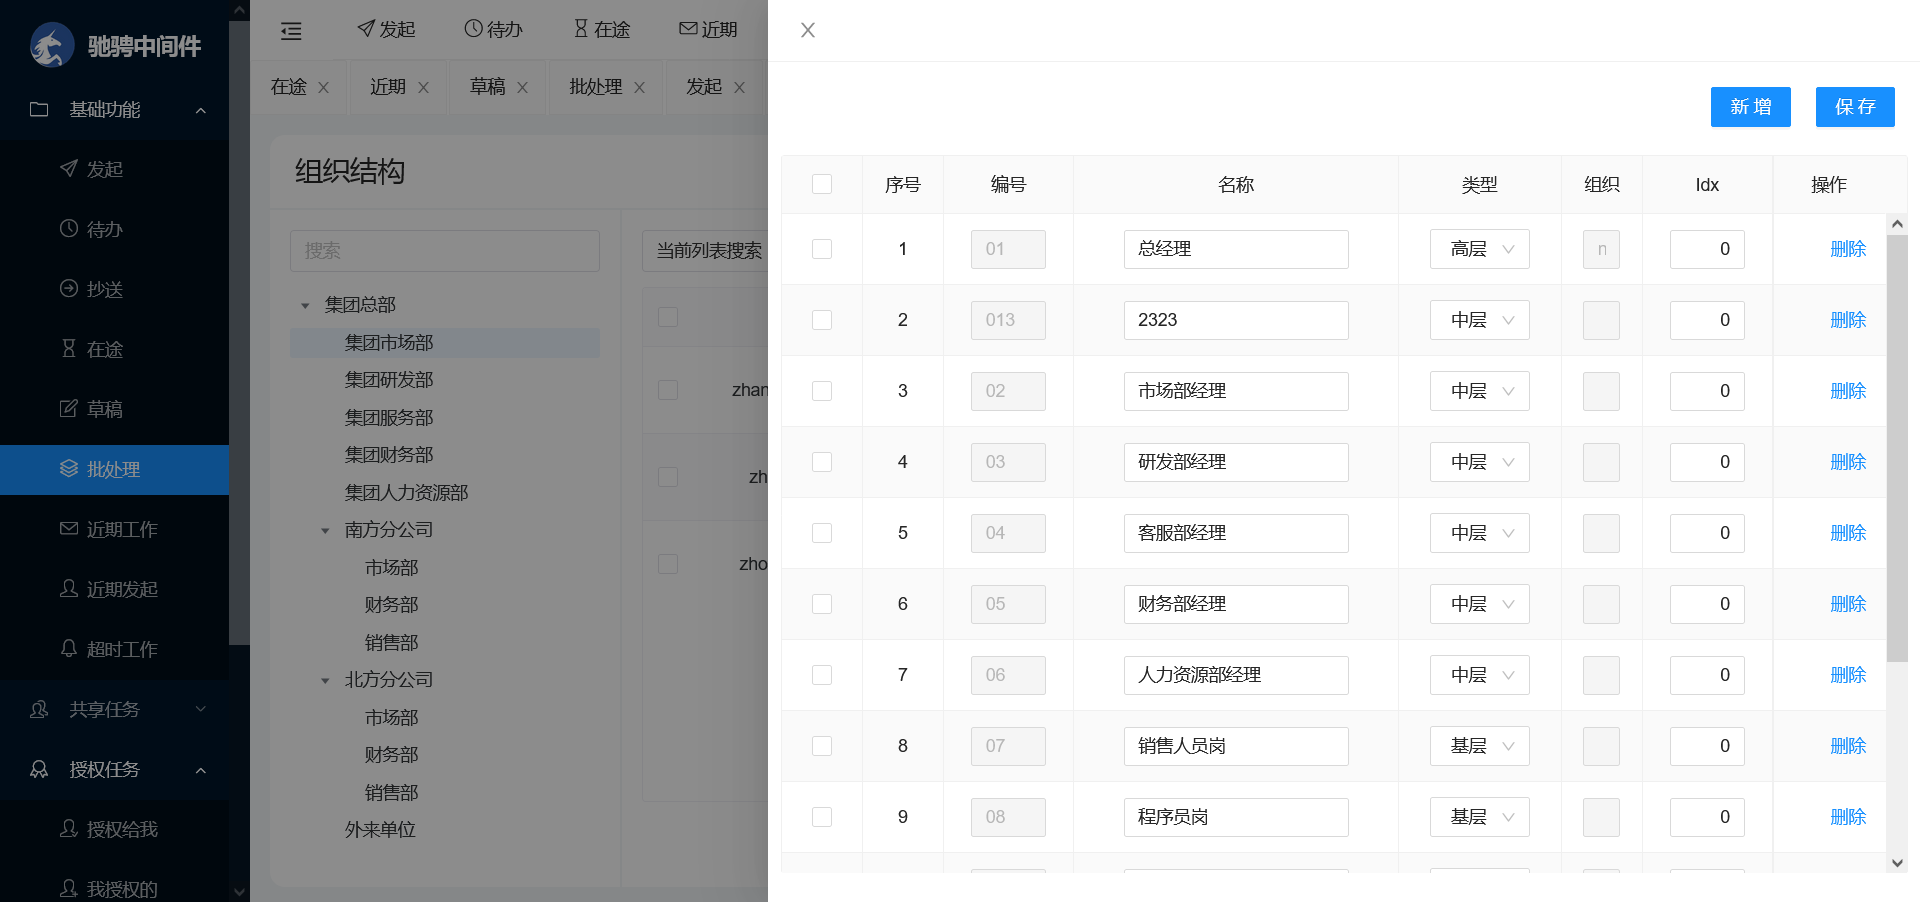 驰骋中间件
基础功能
发起
待办
抄送
在途
草稿
批处理
近期工作
近期发起
超时工作
共享任务
授权任务
授权给我
我授权的
发起 待办 在途 近期
在途 近期 草稿 批处理 发起
组织结构
搜索
集团总部
集团市场部
集团研发部
集团服务部
集团财务部
集团人力资源部
南方分公司
市场部
财务部
销售部
北方分公司
市场部
财务部
销售部
外来单位
当前列表搜索
zhan
zh
zho
新增 保存
序号 编号 名称 类型 组织 Idx 操作
1 01 总经理 高层 n 0 删除
2 013 2323 中层 0 删除
3 02 市场部经理 中层 0 删除
4 03 研发部经理 中层 0 删除
5 04 客服部经理 中层 0 删除
6 05 财务部经理 中层 0 删除
7 06 人力资源部经理 中层 0 删除
8 07 销售人员岗 基层 0 删除
9 08 程序员岗 基层 0 删除